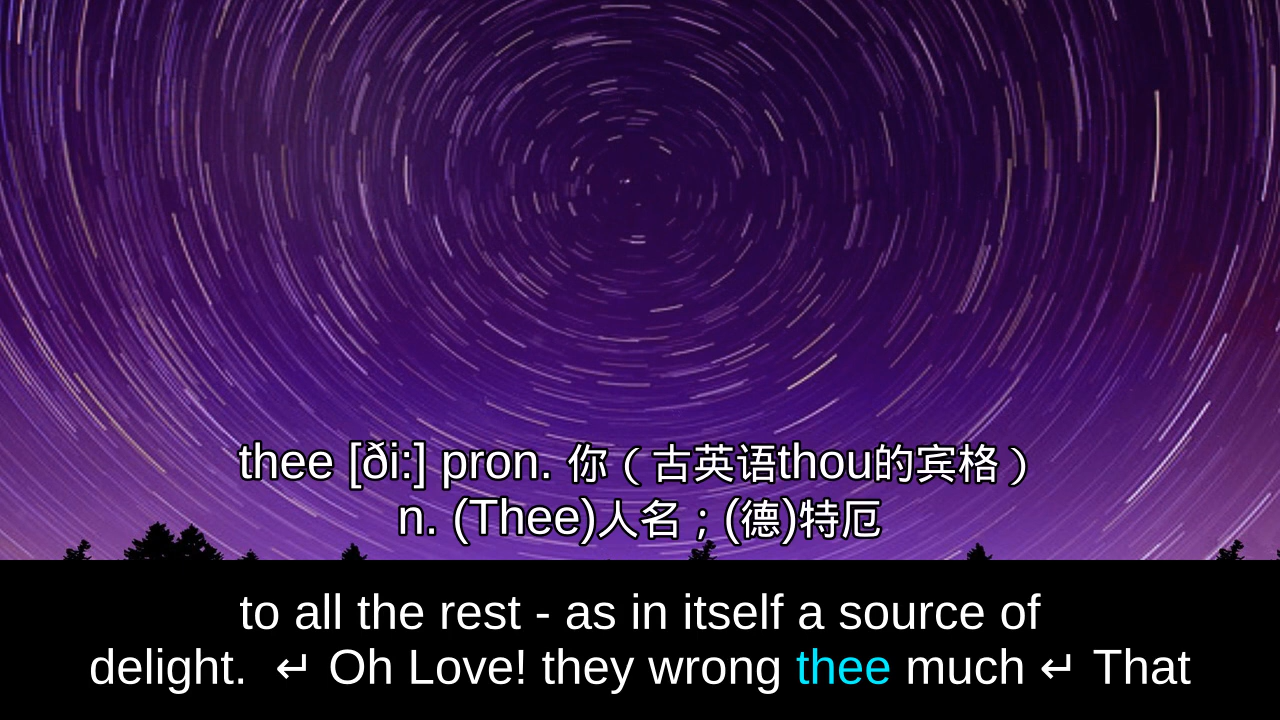 thee [ði:] pron. 你（古英语thou的宾格）
n. (Thee)人名；(德)特厄
to all the rest - as in itself a source of
delight.  ↵ Oh Love! they wrong thee much ↵ That